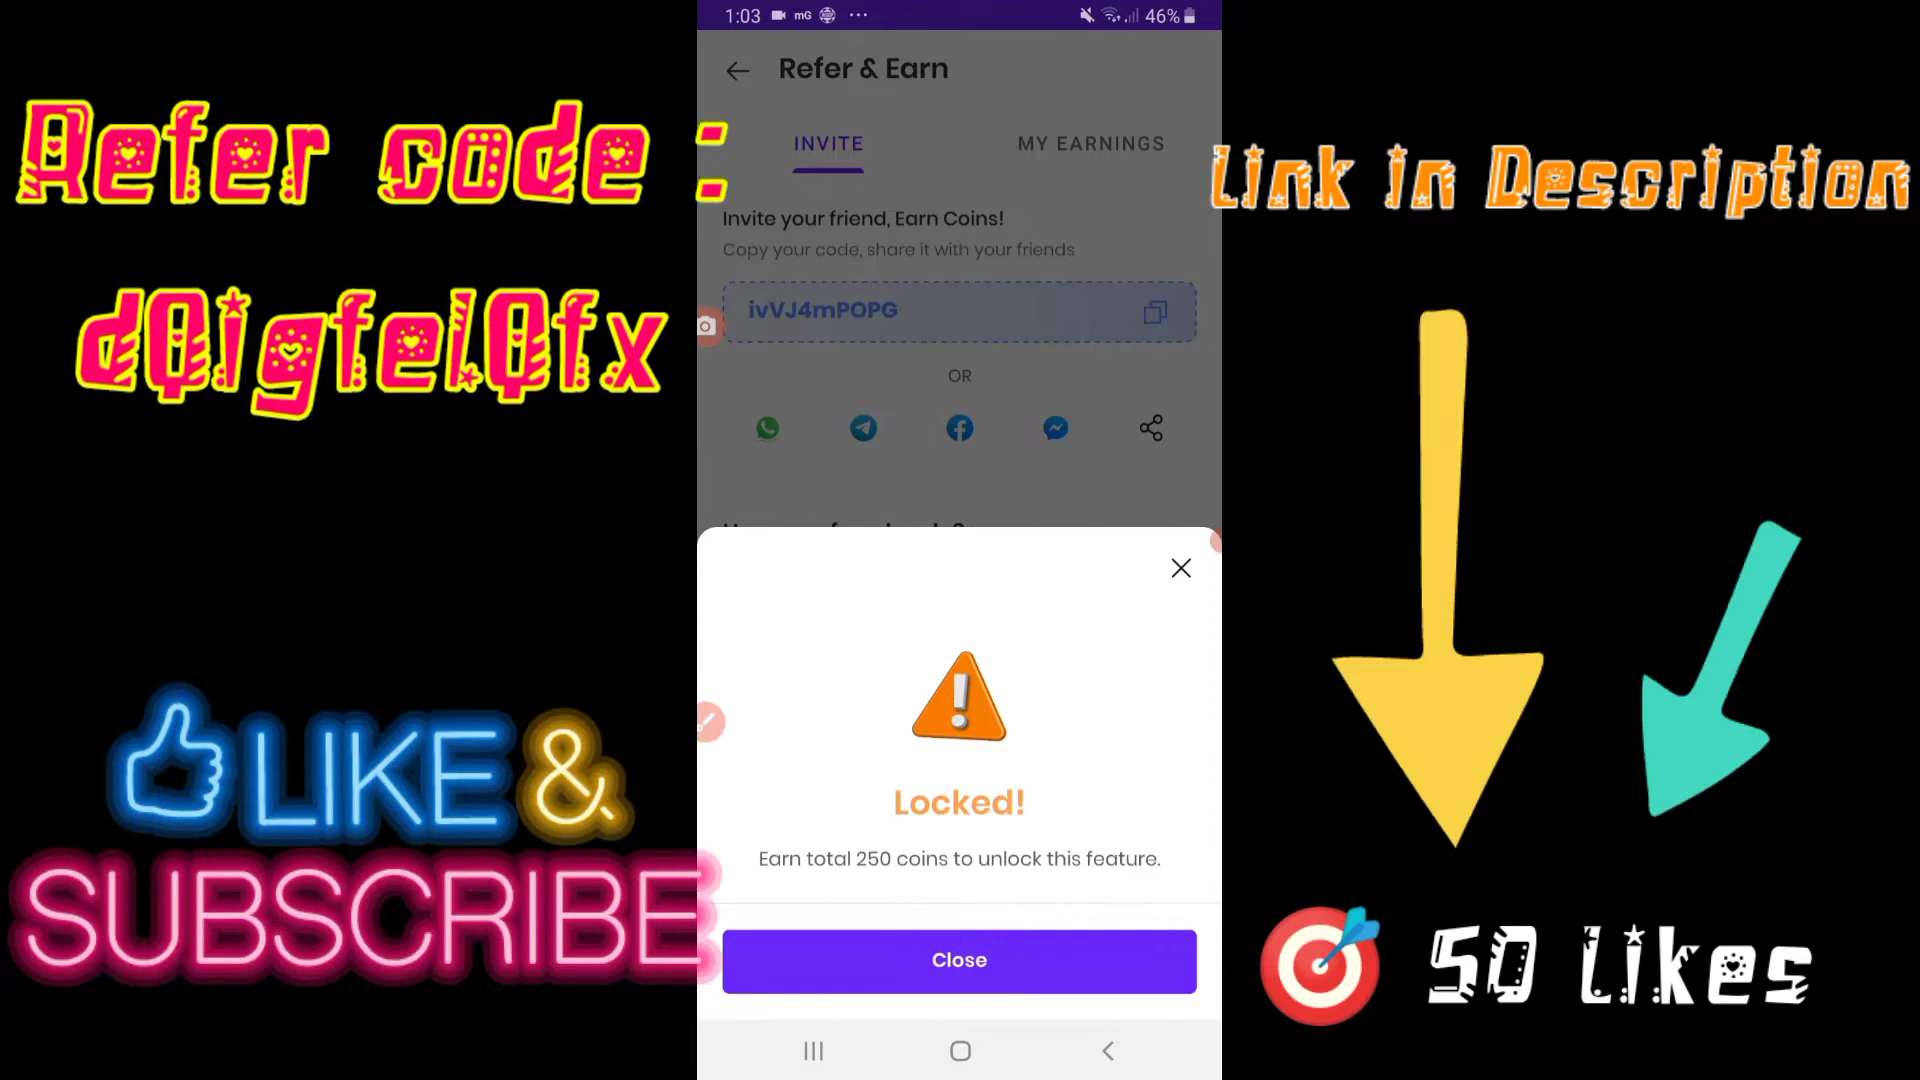 1:03 mG ... 46%
Refer & Earn
INVITE MY EARNINGS
Invite your friend, Earn Coins!
Copy your code, share it with your friends
ivVJ4mPOPG
OR
Locked!
Earn total 250 coins to unlock this feature.
Close
Refer code :
LIKE &
SUBSCRIBE
Link in Description
50 Likes